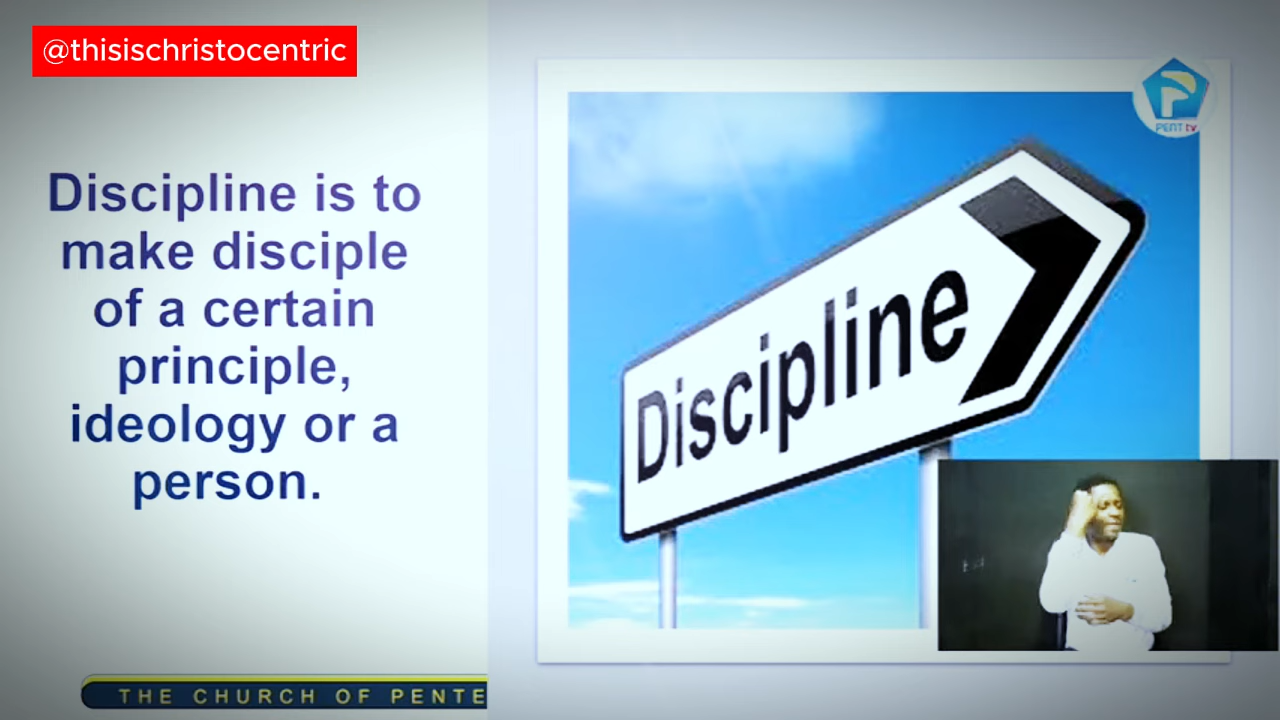 @thisischristocentric
PENT tv
Discipline is to
make disciple
of a certain
principle,
ideology or a
person.
Discipline
THE CHURCH OF PENTE